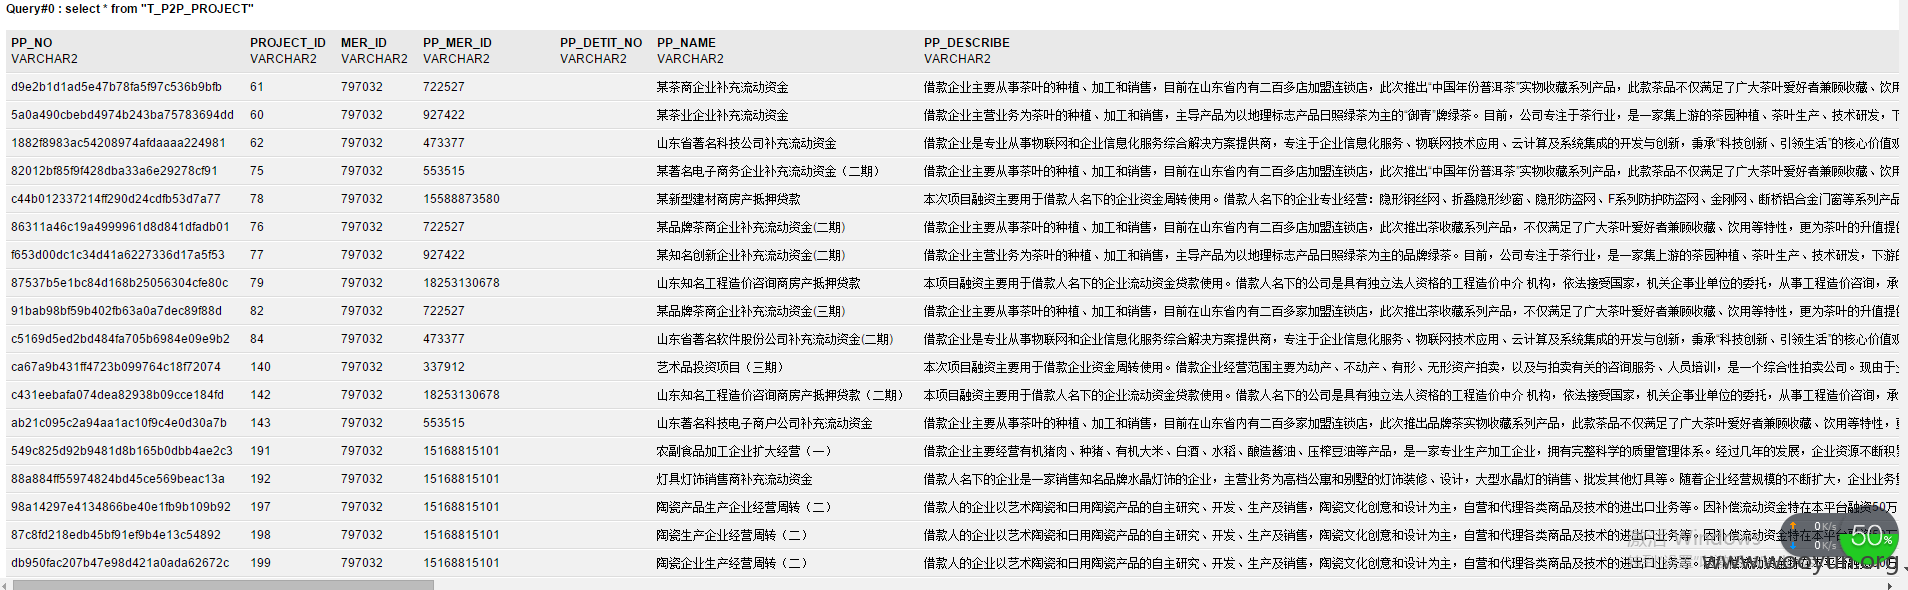 Query#0 : select * from "T_P2P_PROJECT"
PP_NO PROJECT_ID MER_ID PP_MER_ID PP_DETIT_NO PP_NAME PP_DESCRIBE
VARCHAR2 VARCHAR2 VARCHAR2 VARCHAR2 VARCHAR2 VARCHAR2 VARCHAR2
d9e2b1d1ad5e47b78fa5f97c536b9bfb 61 797032 722527 某茶商企业补充流动资金 借款企业主要从事茶叶的种植、加工和销售，目前在山东省内有二百多店加盟连锁店，此次推出“中国年份普洱茶”实物收藏系列产品，此款茶品不仅满足了广大茶叶爱好者兼顾收藏、饮用
5a0a490cbebd4974b243ba75783694dd 60 797032 927422 某茶业企业补充流动资金 借款企业主营业务为茶叶的种植、加工和销售，主导产品为以地理标志产品日照绿茶为主的“御青”牌绿茶。目前，公司专注于茶行业，是一家集上游的茶园种植、茶叶生产、技术研发，下
1882f8983ac54208974afdaaaa224981 62 797032 473377 山东省著名科技公司补充流动资金 借款企业是专业从事物联网和企业信息化服务综合解决方案提供商，专注于企业信息化服务、物联网技术应用、云计算及系统集成的开发与创新，秉承“科技创新、引领生活”的核心价值观
82012bf85f9f428dba33a6e29278cf91 75 797032 553515 某著名电子商务企业补充流动资金（二期） 借款企业主要从事茶叶的种植、加工和销售，目前在山东省内有二百多店加盟连锁店，此次推出“中国年份普洱茶”实物收藏系列产品，此款茶品不仅满足了广大茶叶爱好者兼顾收藏、饮用
c44b012337214ff290d24cdfb53d7a77 78 797032 15588873580 某新型建材商房产抵押贷款 本次项目融资主要用于借款人名下的企业资金周转使用。借款人名下的企业专业经营：隐形钢丝网、折叠隐形纱窗、隐形防盗网、F系列防护防盗网、金刚网、断桥铝合金门窗等系列产品
86311a46c19a4999961d8d841dfadb01 76 797032 722527 某品牌茶商企业补充流动资金(二期) 借款企业主要从事茶叶的种植、加工和销售，目前在山东省内有二百多店加盟连锁店，此次推出茶收藏系列产品，不仅满足了广大茶叶爱好者兼顾收藏、饮用等特性，更为茶叶的升值提供
f653d00dc1c34d41a6227336d17a5f53 77 797032 927422 某知名创新企业补充流动资金(二期) 借款企业主营业务为茶叶的种植、加工和销售，主导产品为以地理标志产品日照绿茶为主的品牌绿茶。目前，公司专注于茶行业，是一家集上游的茶园种植、茶叶生产、技术研发，下游的
87537b5e1bc84d168b25056304cfe80c 79 797032 18253130678 山东知名工程造价咨询商房产抵押贷款 本项目融资主要用于借款人名下的企业流动资金贷款使用。借款人名下的公司是具有独立法人资格的工程造价中介 机构，依法接受国家，机关企事业单位的委托，从事工程造价咨询，承
91bab98bf59b402fb63a0a7dec89f88d 82 797032 722527 某品牌茶商企业补充流动资金(三期) 借款企业主要从事茶叶的种植、加工和销售，目前在山东省内有二百多家加盟连锁店，此次推出茶收藏系列产品，不仅满足了广大茶叶爱好者兼顾收藏、饮用等特性，更为茶叶的升值提
c5169d5ed2bd484fa705b6984e09e9b2 84 797032 473377 山东省著名软件股份公司补充流动资金(二期) 借款企业是专业从事物联网和企业信息化服务综合解决方案提供商，专注于企业信息化服务、物联网技术应用、云计算及系统集成的开发与创新，秉承“科技创新、引领生活”的核心价值观
ca67a9b431ff4723b099764c18f72074 140 797032 337912 艺术品投资项目（三期） 本次项目融资主要用于借款企业资金周转使用。借款企业经营范围主要为动产、不动产、有形、无形资产拍卖，以及与拍卖有关的咨询服务、人员培训，是一个综合性拍卖公司。现由于
c431eebafa074dea82938b09cce184fd 142 797032 18253130678 山东知名工程造价咨询商房产抵押贷款（二期） 本项目融资主要用于借款人名下的企业流动资金贷款使用。借款人名下的公司是具有独立法人资格的工程造价中介 机构，依法接受国家，机关企事业单位的委托，从事工程造价咨询，承
ab21c095c2a94aa1ac10f9c4e0d30a7b 143 797032 553515 山东著名科技电子商户公司补充流动资金 借款企业主要从事茶叶的种植、加工和销售，目前在山东省内有二百多家加盟连锁店，此次推出品牌茶实物收藏系列产品，此款茶品不仅满足了广大茶叶爱好者兼顾收藏、饮用等特性，
549c825d92b9481d8b165b0dbb4ae2c3 191 797032 15168815101 农副食品加工企业扩大经营（一） 借款企业主要经营有机猪肉、种猪、有机大米、白酒、水稻、酿造酱油、压榨豆油等产品，是一家专业生产加工企业，拥有完整科学的质量管理体系。经过几年的发展，企业资源不断积累
88a884ff55974824bd45ce569beac13a 192 797032 15168815101 灯具灯饰销售商补充流动资金 借款人名下的企业是一家销售知名品牌水晶灯饰的企业，主营业务为高档公寓和别墅的灯饰装修、设计，大型水晶灯的销售、批发其他灯具等。随着企业经营规模的不断扩大，企业业务量
98a14297e4134866be40e1fb9b109b92 197 797032 15168815101 陶瓷产品生产企业经营周转（二） 借款人的企业以艺术陶瓷和日用陶瓷产品的自主研究、开发、生产及销售，陶瓷文化创意和设计为主，自营和代理各类商品及技术的进出口业务等。因补偿流动资金特在本平台融资50万
87c8fd218edb45bf91ef9b4e13c54892 198 797032 15168815101 陶瓷生产企业经营周转（二） 借款人的企业以艺术陶瓷和日用陶瓷产品的自主研究、开发、生产及销售，陶瓷文化创意和设计为主，自营和代理各类商品及技术的进出口业务等。因补偿流动资金特在本平
db950fac207b47e98d421a0ada62672c 199 797032 15168815101 陶瓷企业生产经营周转（二） 借款人的企业以艺术陶瓷和日用陶瓷产品的自主研究、开发、生产及销售，陶瓷文化创意和设计为主，自营和代理各类商品及技术的进出口业务等。
0 K/s
0 K/s
50%
激活 Windows
www.wooyun.org